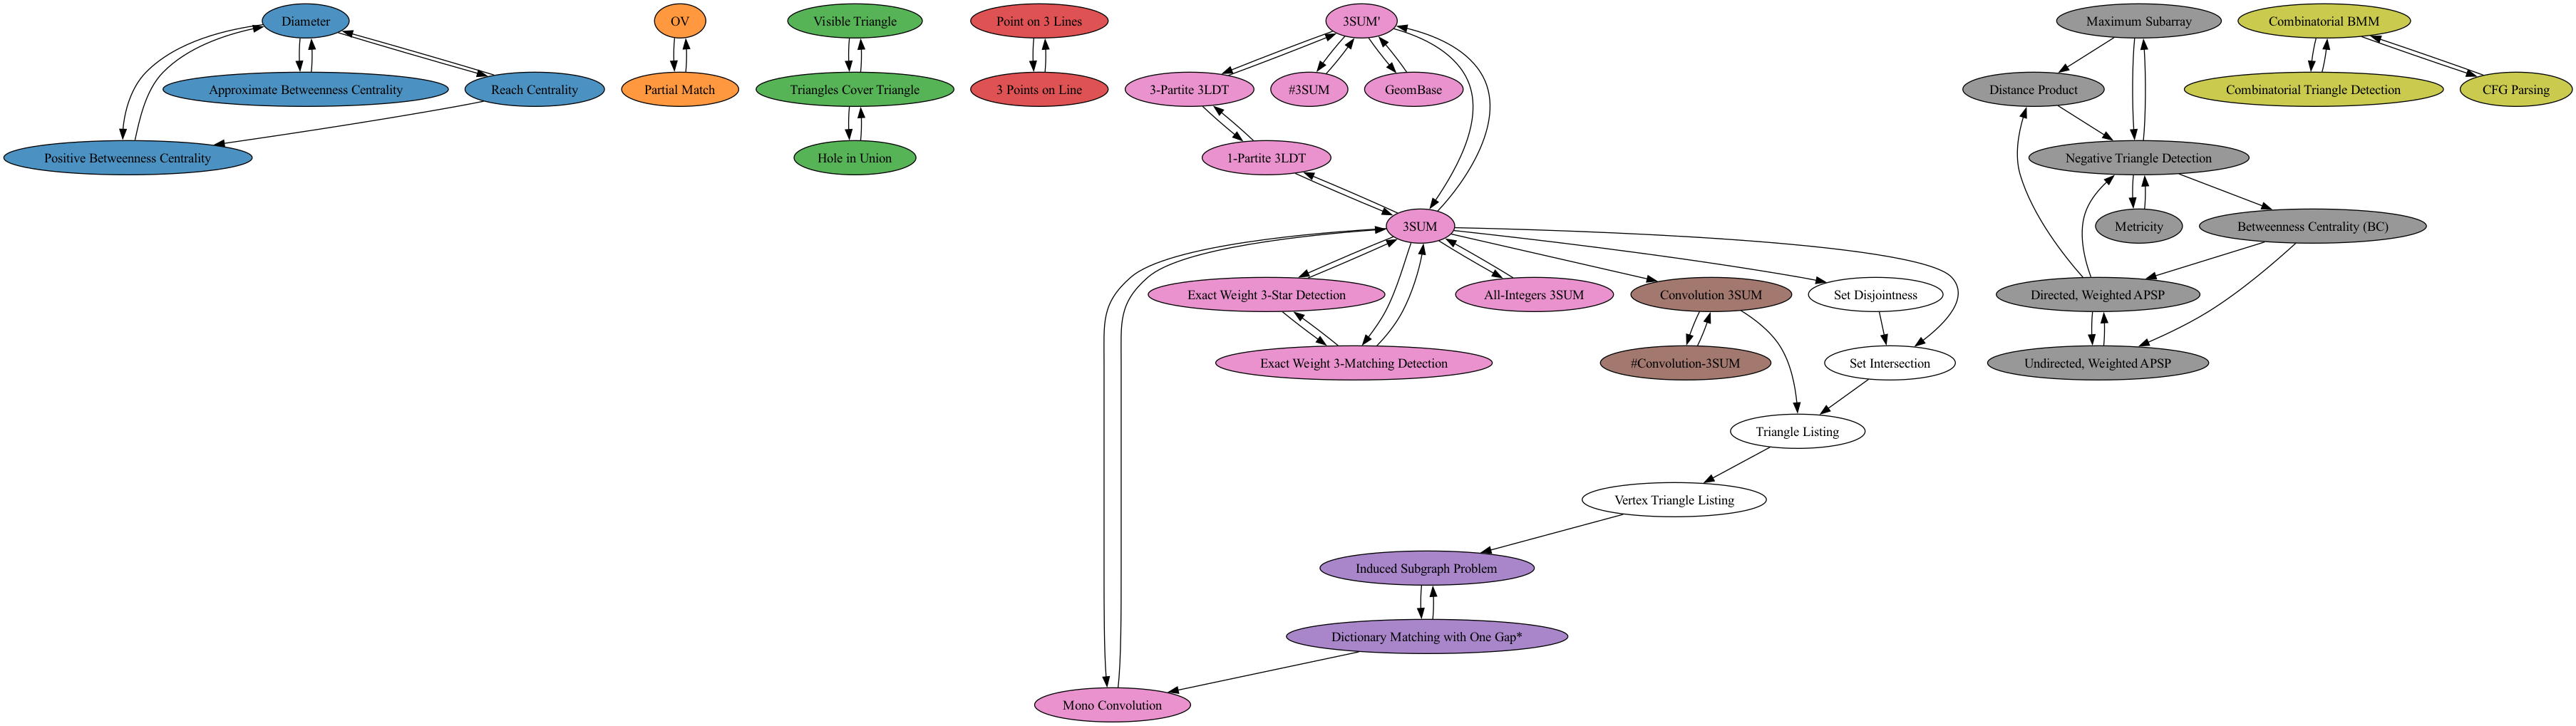 Diameter
OV
Visible Triangle
Point on 3 Lines
3SUM'
Maximum Subarray
Combinatorial BMM
Approximate Betweenness Centrality
Reach Centrality
Partial Match
Triangles Cover Triangle
3 Points on Line
3-Partite 3LDT
#3SUM
GeomBase
Distance Product
Combinatorial Triangle Detection
CFG Parsing
Positive Betweenness Centrality
Hole in Union
1-Partite 3LDT
Negative Triangle Detection
3SUM
Metricity
Betweenness Centrality (BC)
Exact Weight 3-Star Detection
All-Integers 3SUM
Convolution 3SUM
Set Disjointness
Directed, Weighted APSP
Exact Weight 3-Matching Detection
#Convolution-3SUM
Set Intersection
Undirected, Weighted APSP
Triangle Listing
Vertex Triangle Listing
Induced Subgraph Problem
Dictionary Matching with One Gap*
Mono Convolution